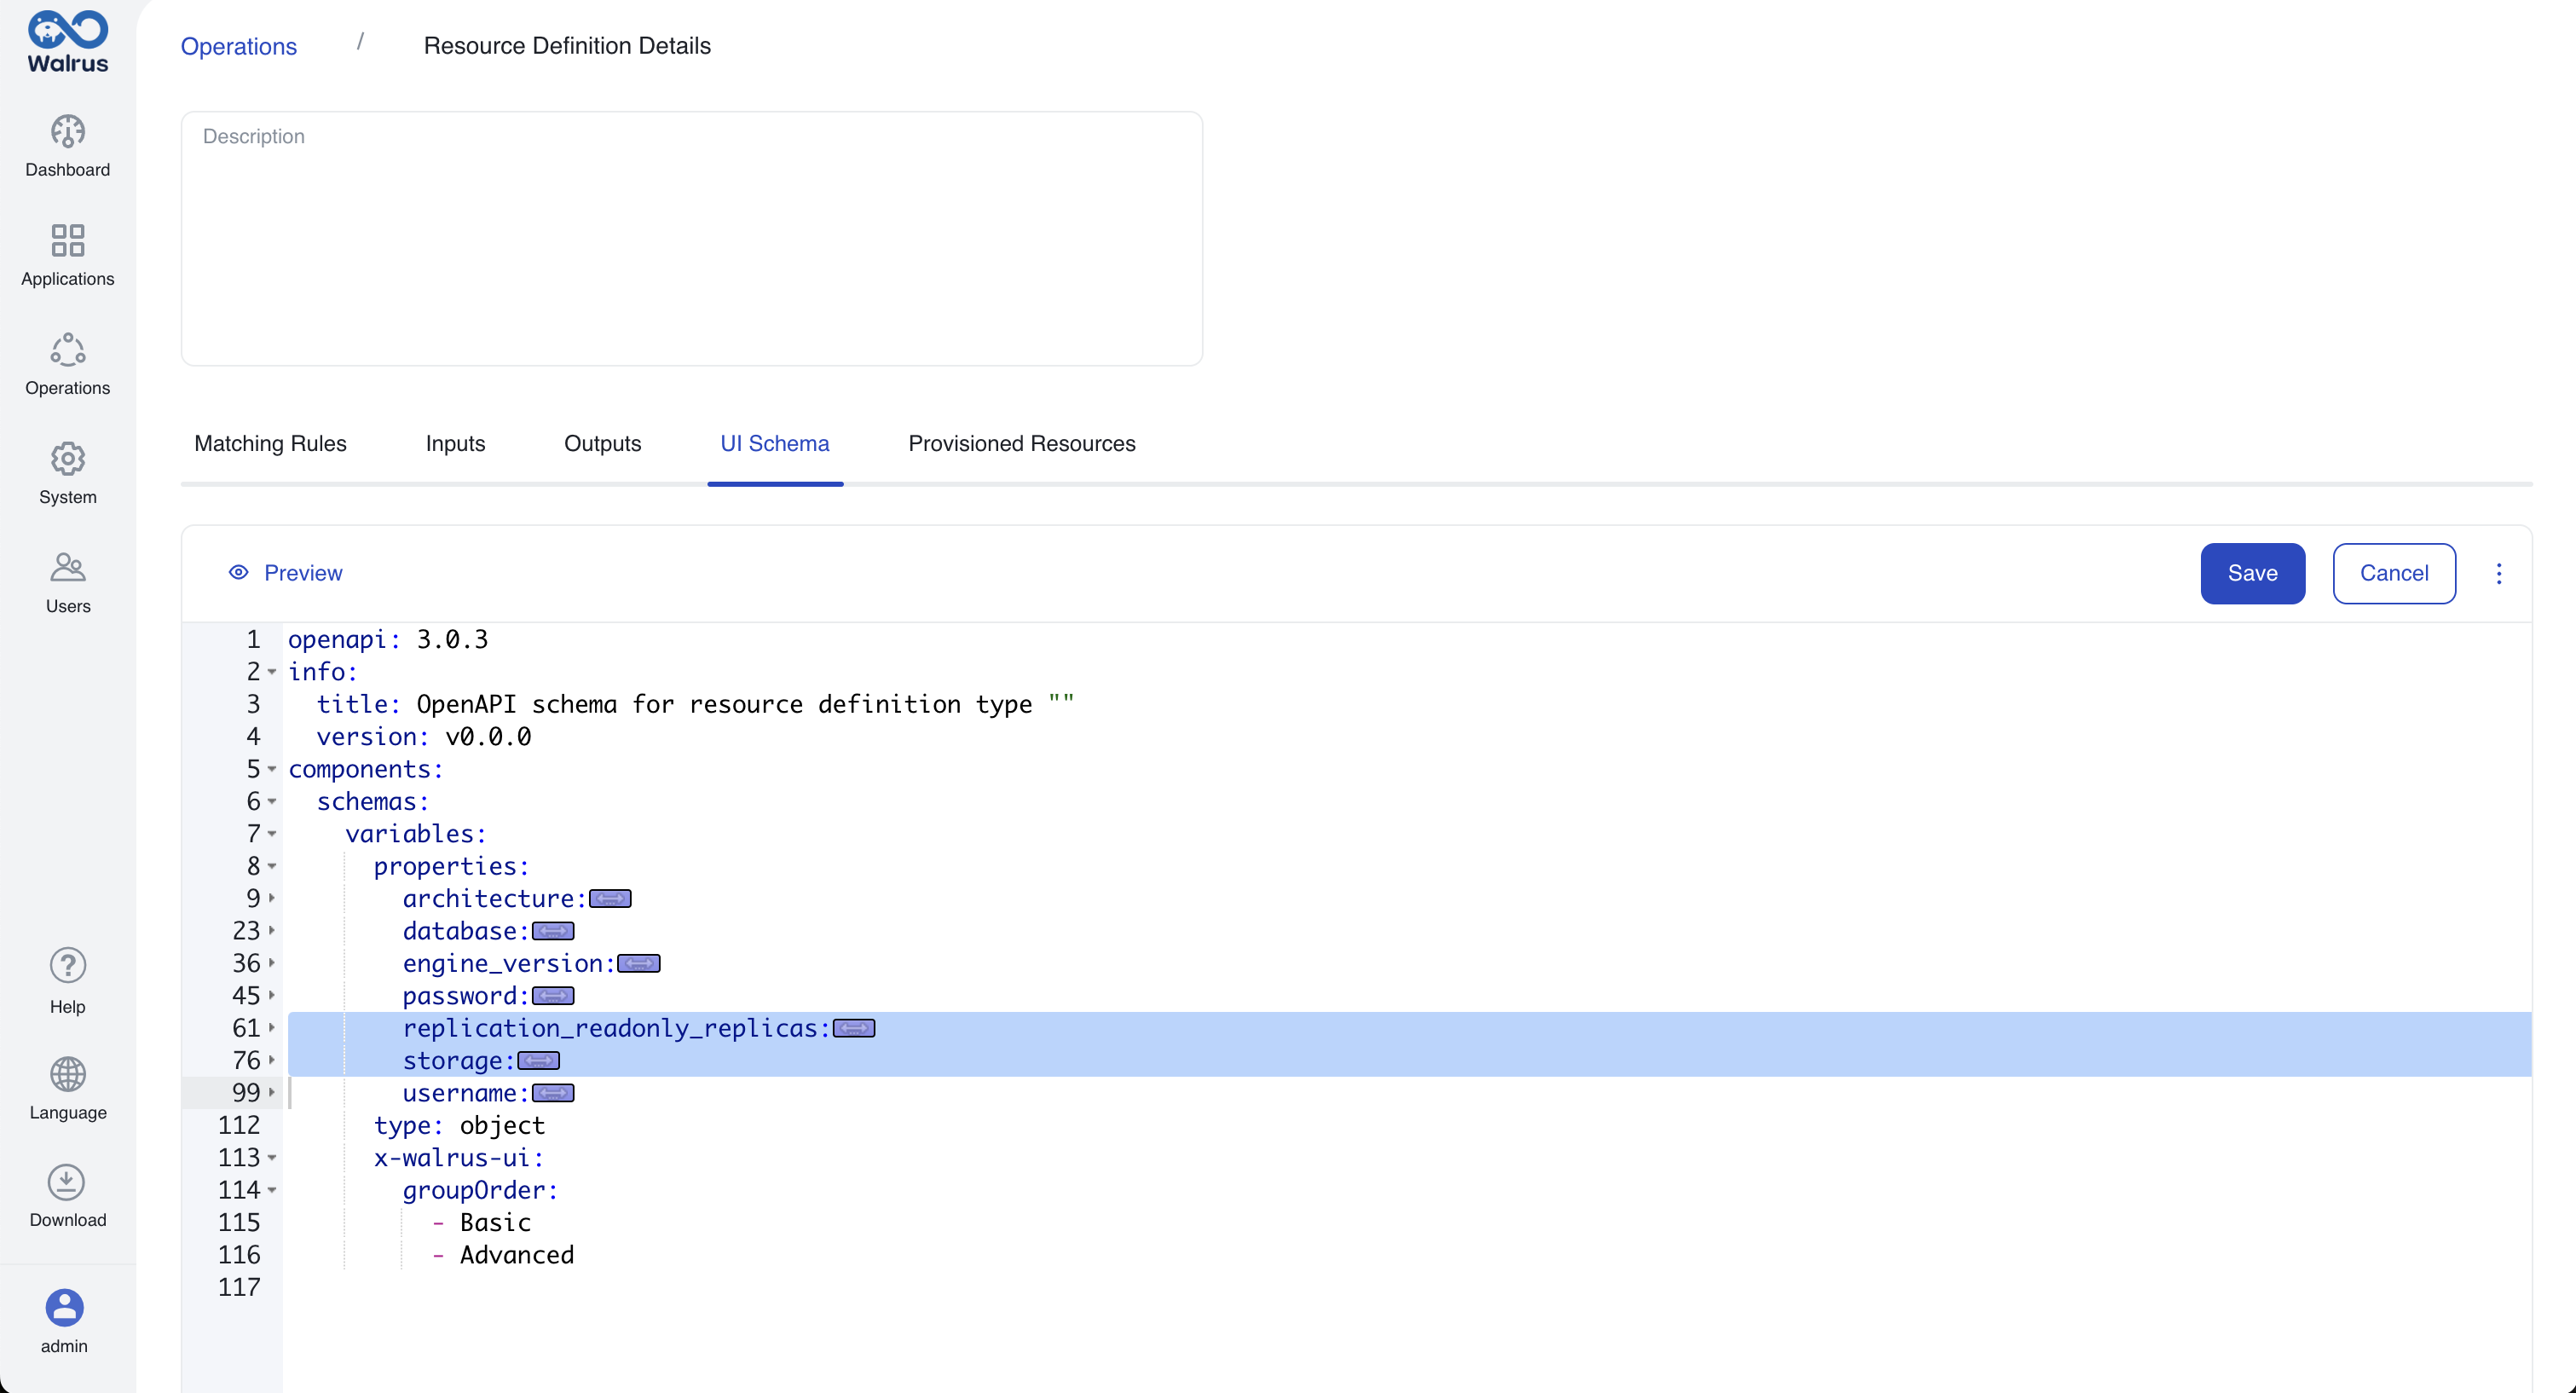 Walrus
Dashboard
Applications
Operations
System
Users
Help
Language
Download
admin
Operations / Resource Definition Details
Description
Matching Rules Inputs Outputs UI Schema Provisioned Resources
Preview Save Cancel
1 openapi: 3.0.3
2 info:
3 title: OpenAPI schema for resource definition type ""
4 version: v0.0.0
5 components:
6 schemas:
7 variables:
8 properties:
9 architecture:
23 database:
36 engine_version:
45 password:
61 replication_readonly_replicas:
76 storage:
99 username:
112 type: object
113 x-walrus-ui:
114 groupOrder:
115 - Basic
116 - Advanced
117